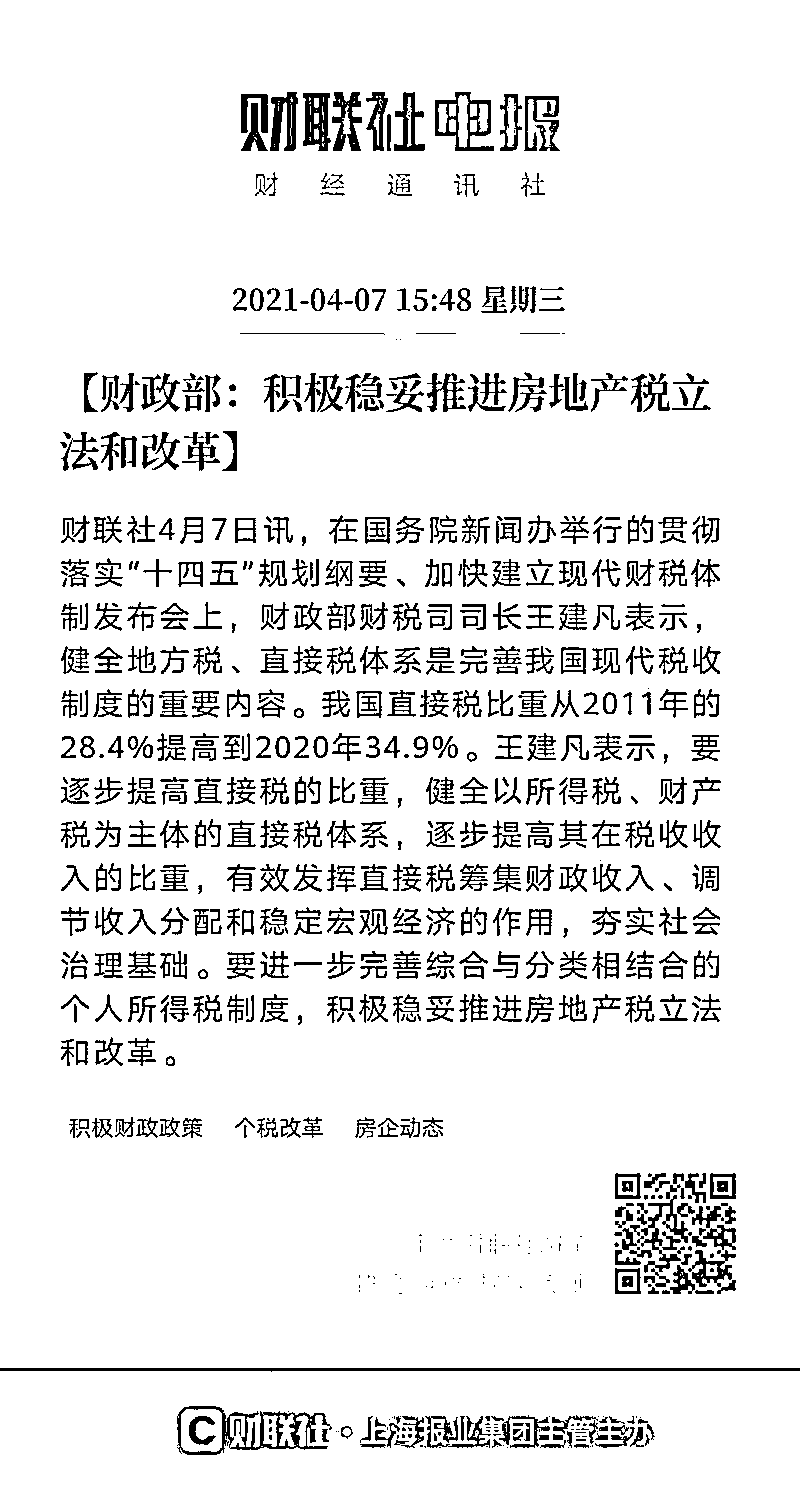 财联社电报
财经通讯社
2021-04-07 15:48 星期三
【财政部：积极稳妥推进房地产税立
法和改革】
财联社4月7日讯，在国务院新闻办举行的贯彻
落实“十四五”规划纲要、加快建立现代财税体
制发布会上，财政部财税司司长王建凡表示，
健全地方税、直接税体系是完善我国现代税收
制度的重要内容。我国直接税比重从2011年的
28.4%提高到2020年34.9%。王建凡表示，要
逐步提高直接税的比重，健全以所得税、财产
税为主体的直接税体系，逐步提高其在税收收
入的比重，有效发挥直接税筹集财政收入、调
节收入分配和稳定宏观经济的作用，夯实社会
治理基础。要进一步完善综合与分类相结合的
个人所得税制度，积极稳妥推进房地产税立法
和改革。
积极财政政策 个税改革 房企动态
C 财联社。上海报业集团主管主办